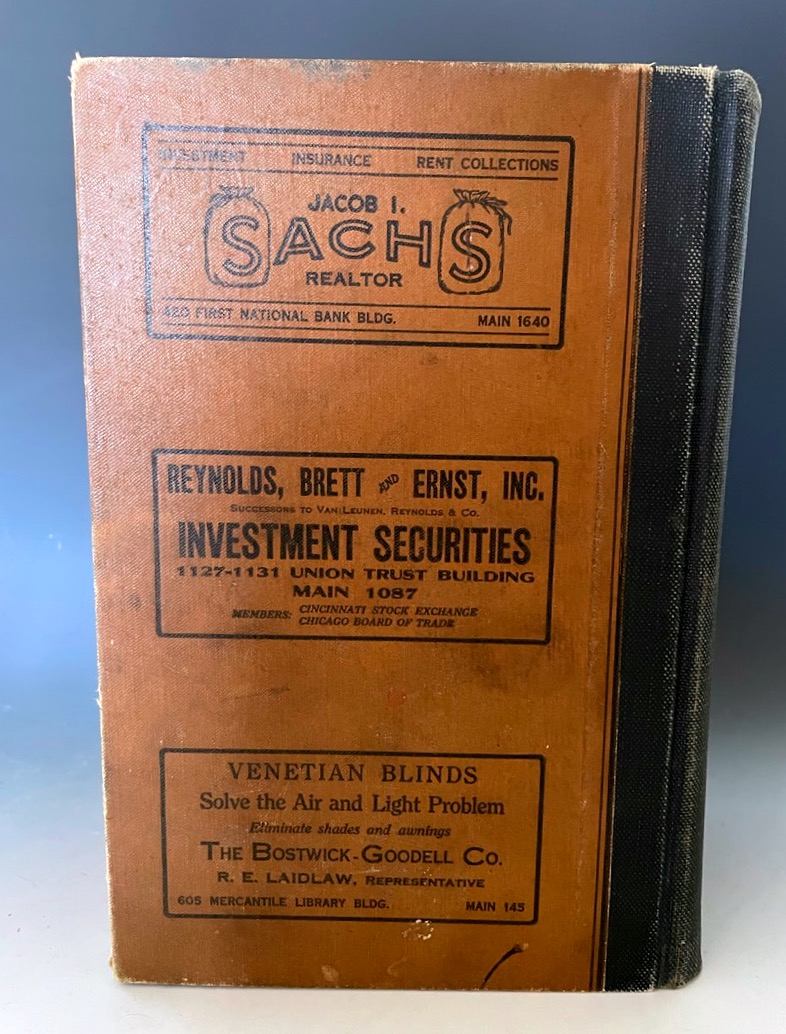 INVESTMENT INSURANCE RENT COLLECTIONS
JACOB I.
SACHS
REALTOR
420 FIRST NATIONAL BANK BLDG. MAIN 1640
REYNOLDS, BRETT AND ERNST, INC.
SUCCESSORS TO VAN LEUNEN, REYNOLDS & CO.
INVESTMENT SECURITIES
1127-1131 UNION TRUST BUILDING
MAIN 1087
MEMBERS: CINCINNATI STOCK EXCHANGE
CHICAGO BOARD OF TRADE
VENETIAN BLINDS
Solve the Air and Light Problem
Eliminate shades and awnings
THE BOSTWICK-GOODELL CO.
R. E. LAIDLAW, REPRESENTATIVE
605 MERCANTILE LIBRARY BLDG. MAIN 145